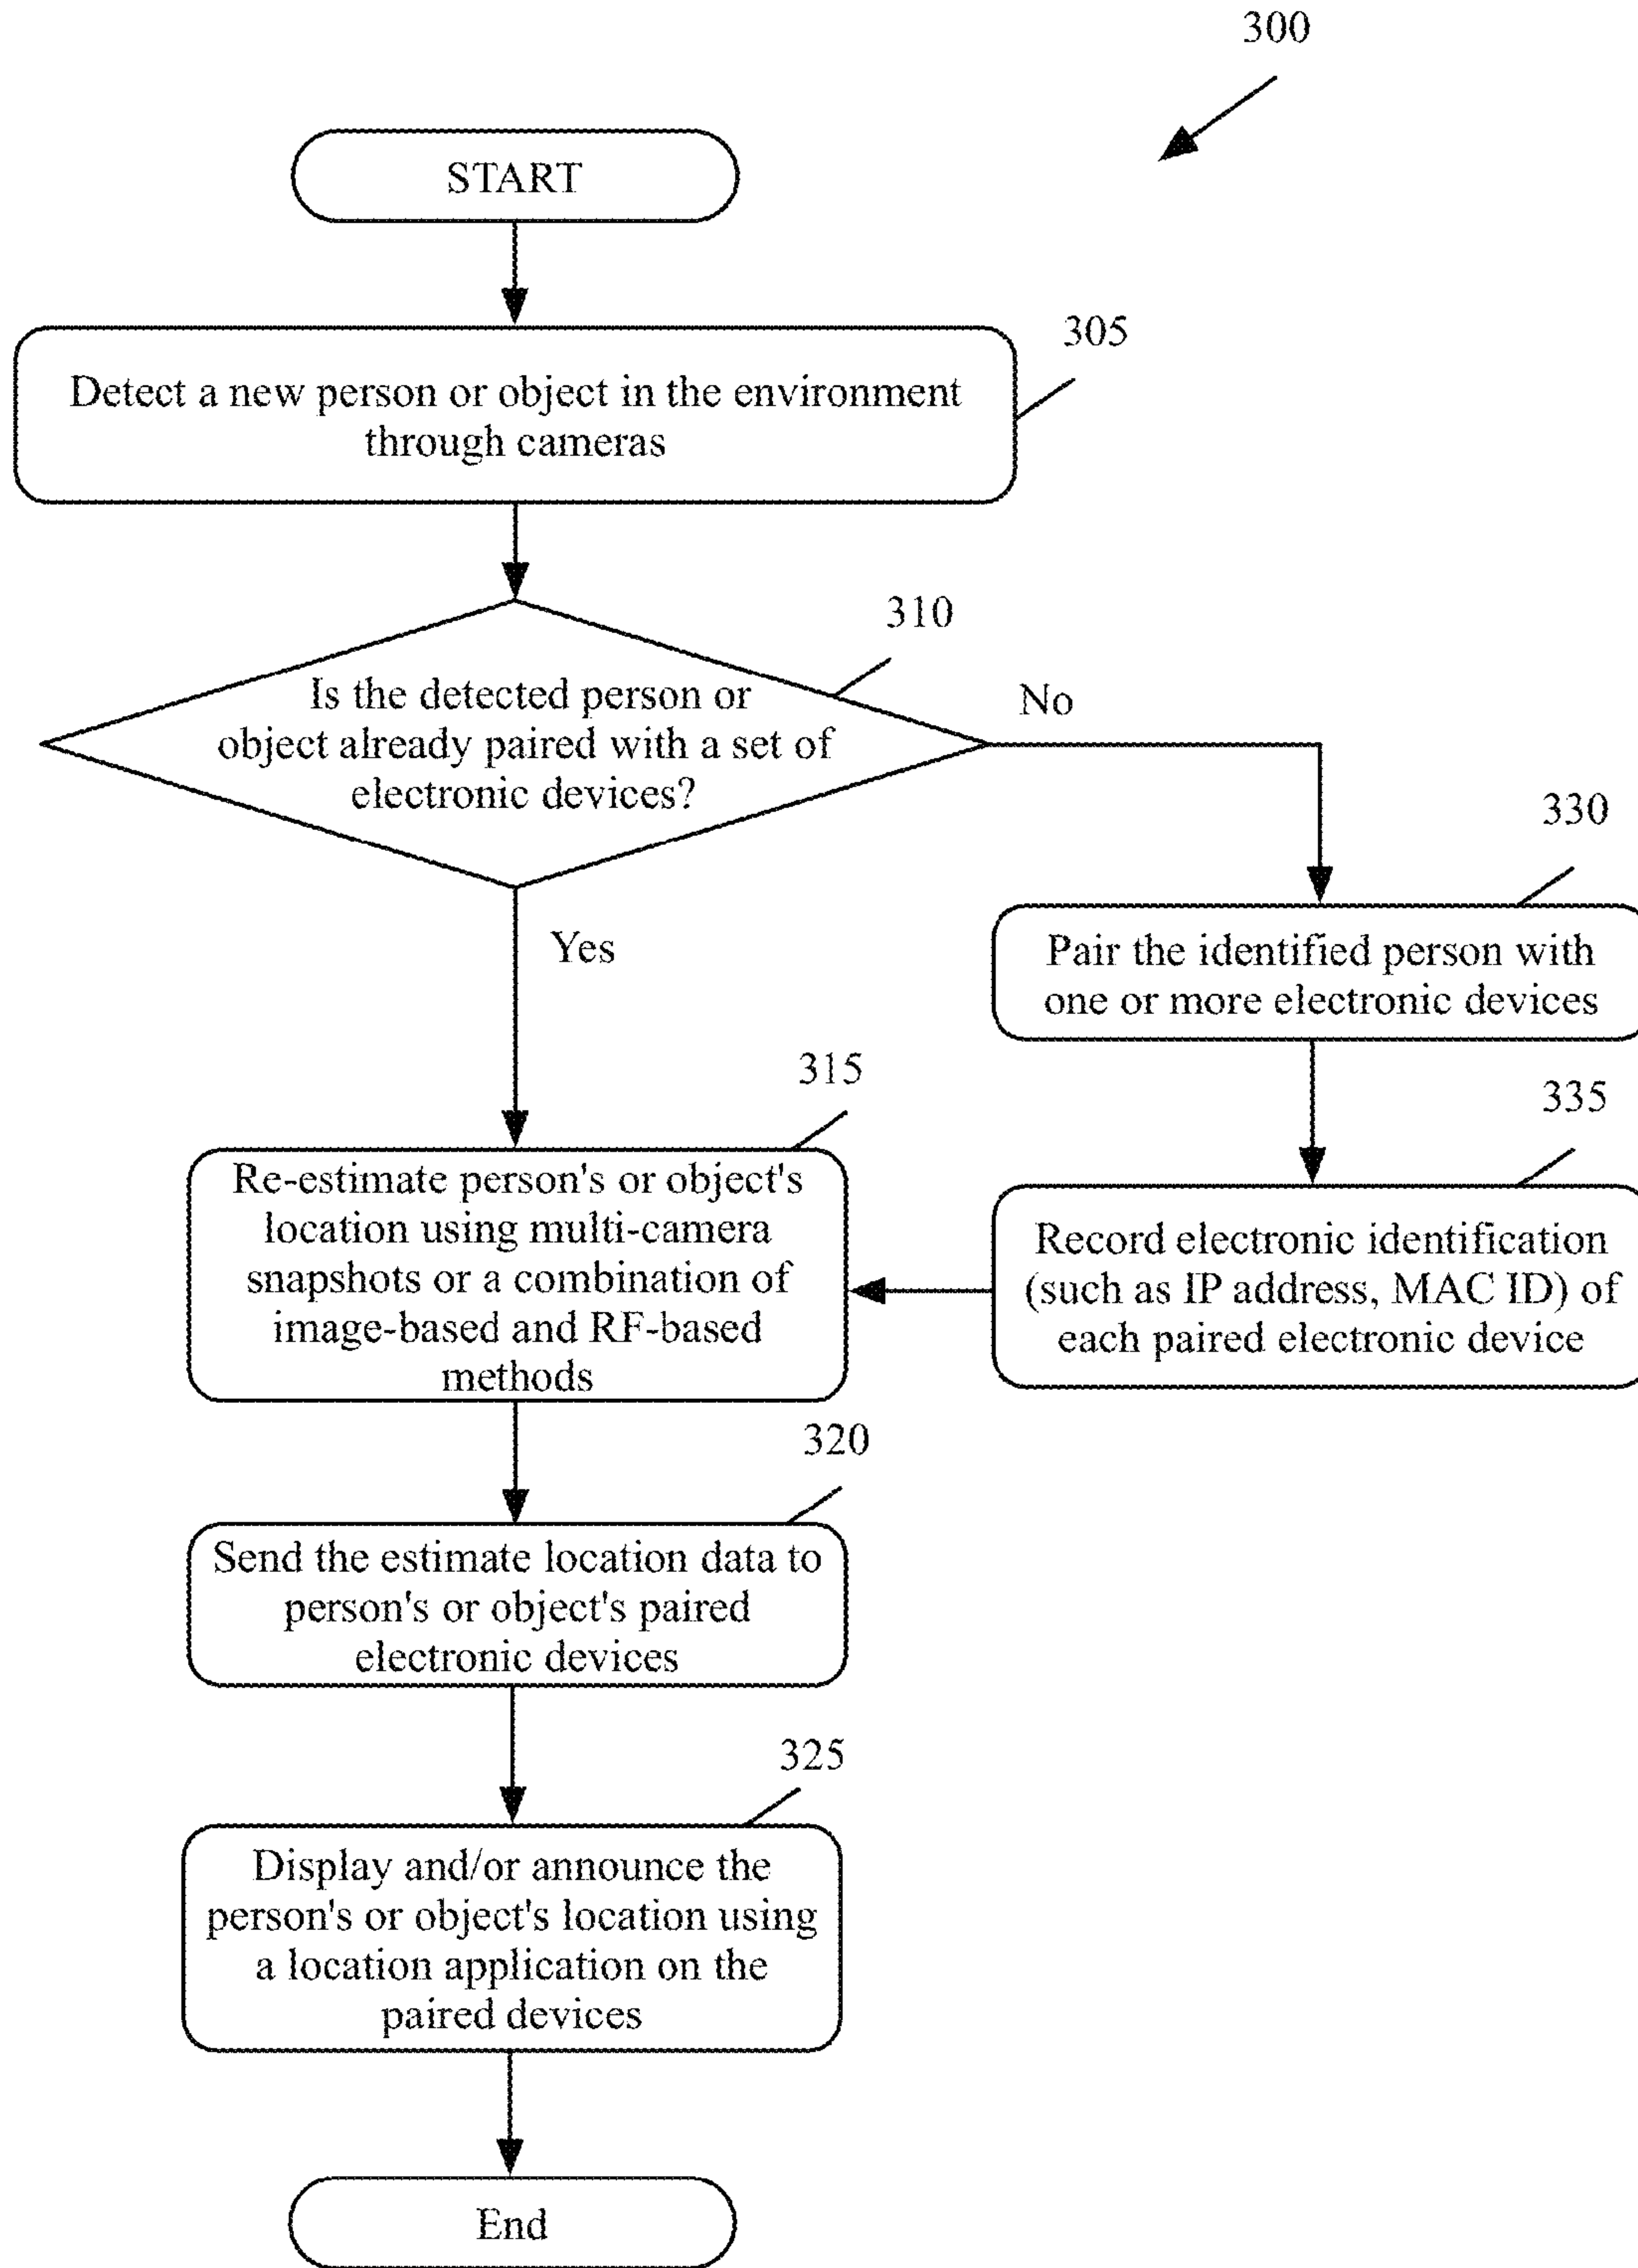 300
START
305
Detect a new person or object in the environment
through cameras
310
Is the detected person or
object already paired with a set of
electronic devices?
No
Yes
330
Pair the identified person with
one or more electronic devices
335
Record electronic identification
(such as IP address, MAC ID) of
each paired electronic device
315
Re-estimate person's or object's
location using multi-camera
snapshots or a combination of
image-based and RF-based
methods
320
Send the estimate location data to
person's or object's paired
electronic devices
325
Display and/or announce the
person's or object's location using
a location application on the
paired devices
End